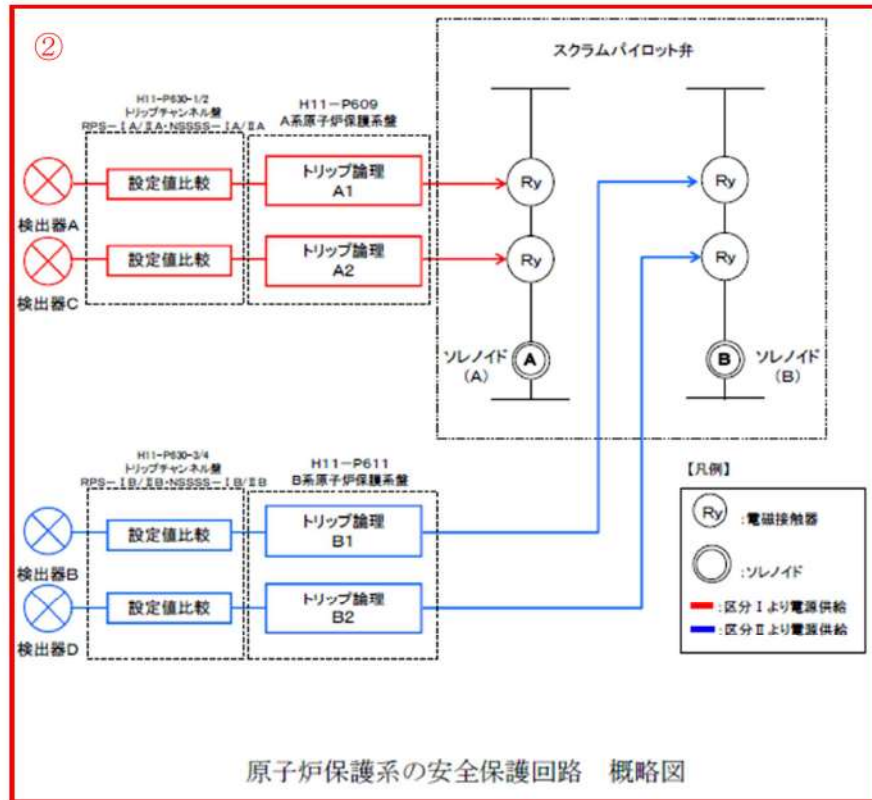 ②
スクラムパイロット弁
H11-P630-1/2
トリップチャンネル盤
RPS-ⅠA/ⅡA・NSSSS-ⅠA/ⅡA
H11-P609
A系原子炉保護系盤
検出器A
設定値比較
トリップ論理
A1
Ry
Ry
検出器C
設定値比較
トリップ論理
A2
Ry
Ry
ソレノイド
(A)
A
B
ソレノイド
(B)
H11-P630-3/4
トリップチャンネル盤
RPS-ⅠB/ⅡB・NSSSS-ⅠB/ⅡB
H11-P611
B系原子炉保護系盤
検出器B
設定値比較
トリップ論理
B1
検出器D
設定値比較
トリップ論理
B2
【凡例】
Ry :電磁接触器
:ソレノイド
:区分Ⅰより電源供給
:区分Ⅱより電源供給
原子炉保護系の安全保護回路 概略図